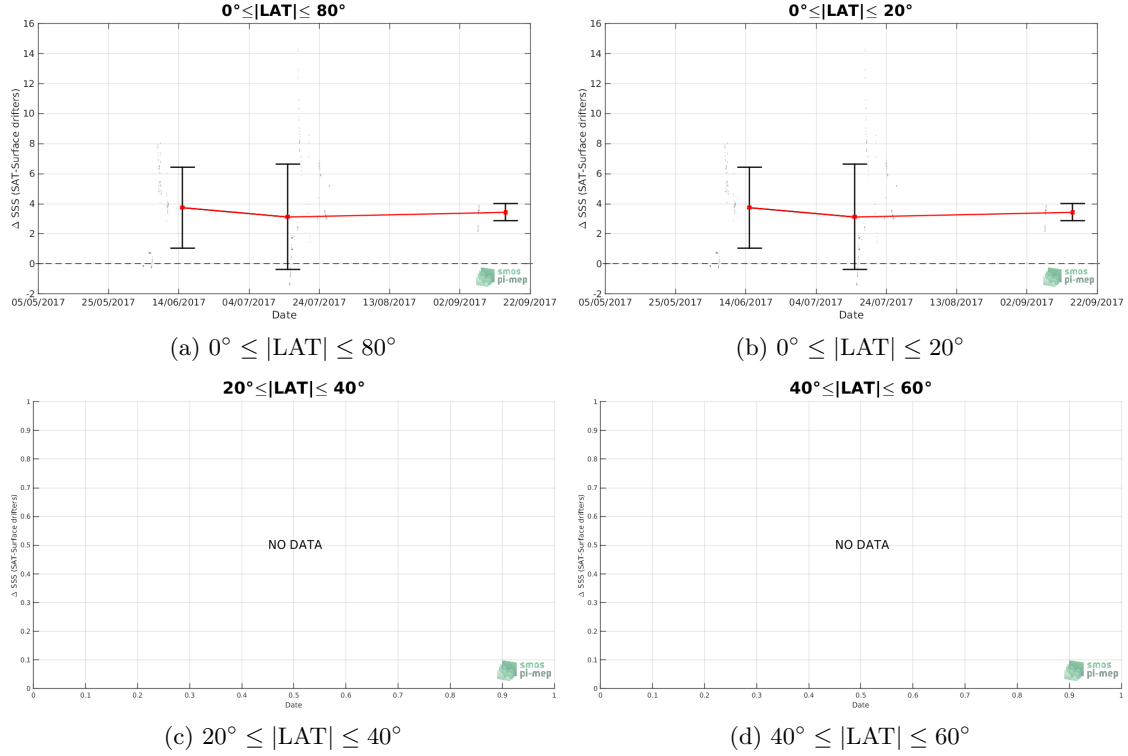 0°≤|LAT|≤ 80°
16
14
12
10
8
6
4
2
0
-2
Δ SSS (SAT-Surface drifters)
05/05/2017 25/05/2017 14/06/2017 04/07/2017 24/07/2017 13/08/2017 02/09/2017 22/09/2017
Date
smos
pi-mep
(a) 0° ≤ |LAT| ≤ 80°
0°≤|LAT|≤ 20°
16
14
12
10
8
6
4
2
0
-2
Δ SSS (SAT-Surface drifters)
05/05/2017 25/05/2017 14/06/2017 04/07/2017 24/07/2017 13/08/2017 02/09/2017 22/09/2017
Date
smos
pi-mep
(b) 0° ≤ |LAT| ≤ 20°
20°≤|LAT|≤ 40°
1
0.9
0.8
0.7
0.6
0.5
0.4
0.3
0.2
0.1
0
Δ SSS (SAT-Surface drifters)
NO DATA
0 0.1 0.2 0.3 0.4 0.5 0.6 0.7 0.8 0.9 1
Date
smos
pi-mep
(c) 20° ≤ |LAT| ≤ 40°
40°≤|LAT|≤ 60°
1
0.9
0.8
0.7
0.6
0.5
0.4
0.3
0.2
0.1
0
Δ SSS (SAT-Surface drifters)
NO DATA
0 0.1 0.2 0.3 0.4 0.5 0.6 0.7 0.8 0.9 1
Date
smos
pi-mep
(d) 40° ≤ |LAT| ≤ 60°